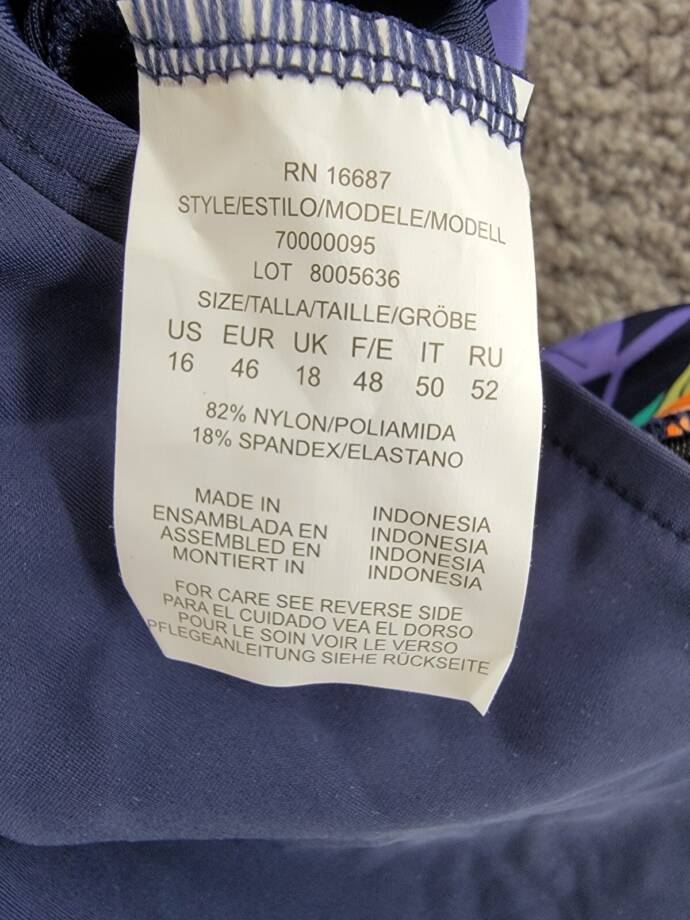 RN 16687
STYLE/ESTILO/MODELE/MODELL
70000095
LOT 8005636
SIZE/TALLA/TAILLE/GRÖBE
US EUR UK F/E IT RU
16 46 18 48 50 52
82% NYLON/POLIAMIDA
18% SPANDEX/ELASTANO
MADE IN INDONESIA
ENSAMBLADA EN INDONESIA
ASSEMBLED EN INDONESIA
MONTIERT IN INDONESIA
FOR CARE SEE REVERSE SIDE
PARA EL CUIDADO VEA EL DORSO
POUR LE SOIN VOIR LE VERSO
PFLEGEANLEITUNG SIEHE RÜCKSEITE